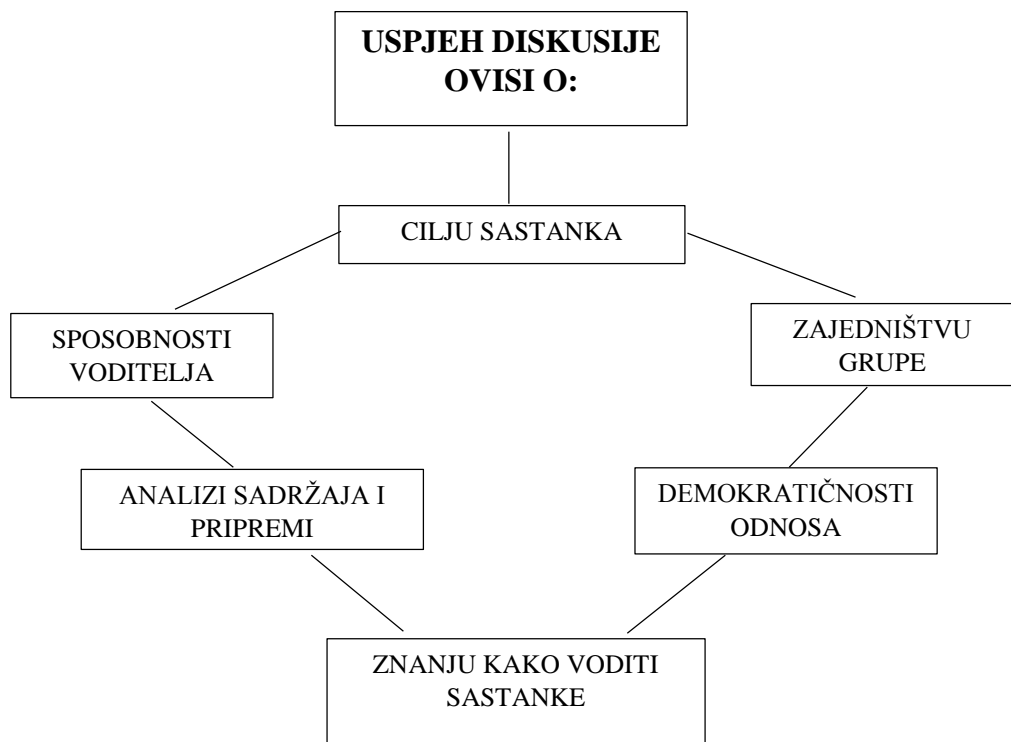 USPJEH DISKUSIJE
OVISI O:
CILJU SASTANKA
SPOSOBNOSTI
VODITELJA
ZAJEDNIŠTVU
GRUPE
ANALIZI SADRŽAJA I
PRIPREMI
DEMOKRATIČNOSTI
ODNOSA
ZNANJU KAKO VODITI
SASTANKE